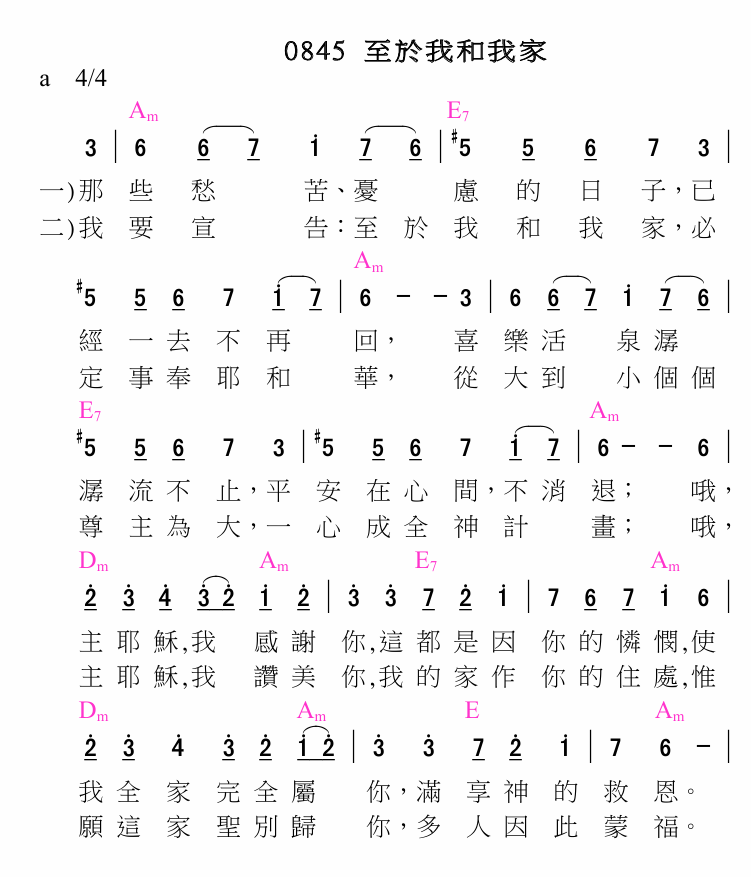 0845 至於我和我家
a 4/4
Am E7
3 | 6 6 7 i 7 6 | #5 5 6 7 3 |
一)那 些 愁 苦、憂 慮 的 日 子，已
二)我 要 宣 告：至 於 我 和 我 家，必
Am
#5 5 6 7 i 7 | 6 - - 3 | 6 6 7 i 7 6 |
經 一 去 不 再 回， 喜 樂 活 泉 潺
定 事 奉 耶 和 華， 從 大 到 小 個 個
E7 Am
#5 5 6 7 3 | #5 5 6 7 i 7 | 6 - - 6 |
潺 流 不 止，平 安 在 心 間，不 消 退； 哦，
尊 主 為 大，一 心 成 全 神 計 畫； 哦，
Dm Am E7 Am
2̇ 3̇ 4̇ 3̇ 2̇ i 2̇ | 3̇ 3̇ 7̇ 2̇ i | 7 6 7 i 6 |
主 耶 穌,我 感 謝 你,這 都 是 因 你 的 憐 憫,使
主 耶 穌,我 讚 美 你,我 的 家 作 你 的 住 處,惟
Dm Am E Am
2̇ 3̇ 4̇ 3̇ 2̇ i 2̇ | 3̇ 3̇ 7̇ 2̇ i | 7 6 - |
我 全 家 完 全 屬 你，滿 享 神 的 救 恩。
願 這 家 聖 別 歸 你，多 人 因 此 蒙 福。